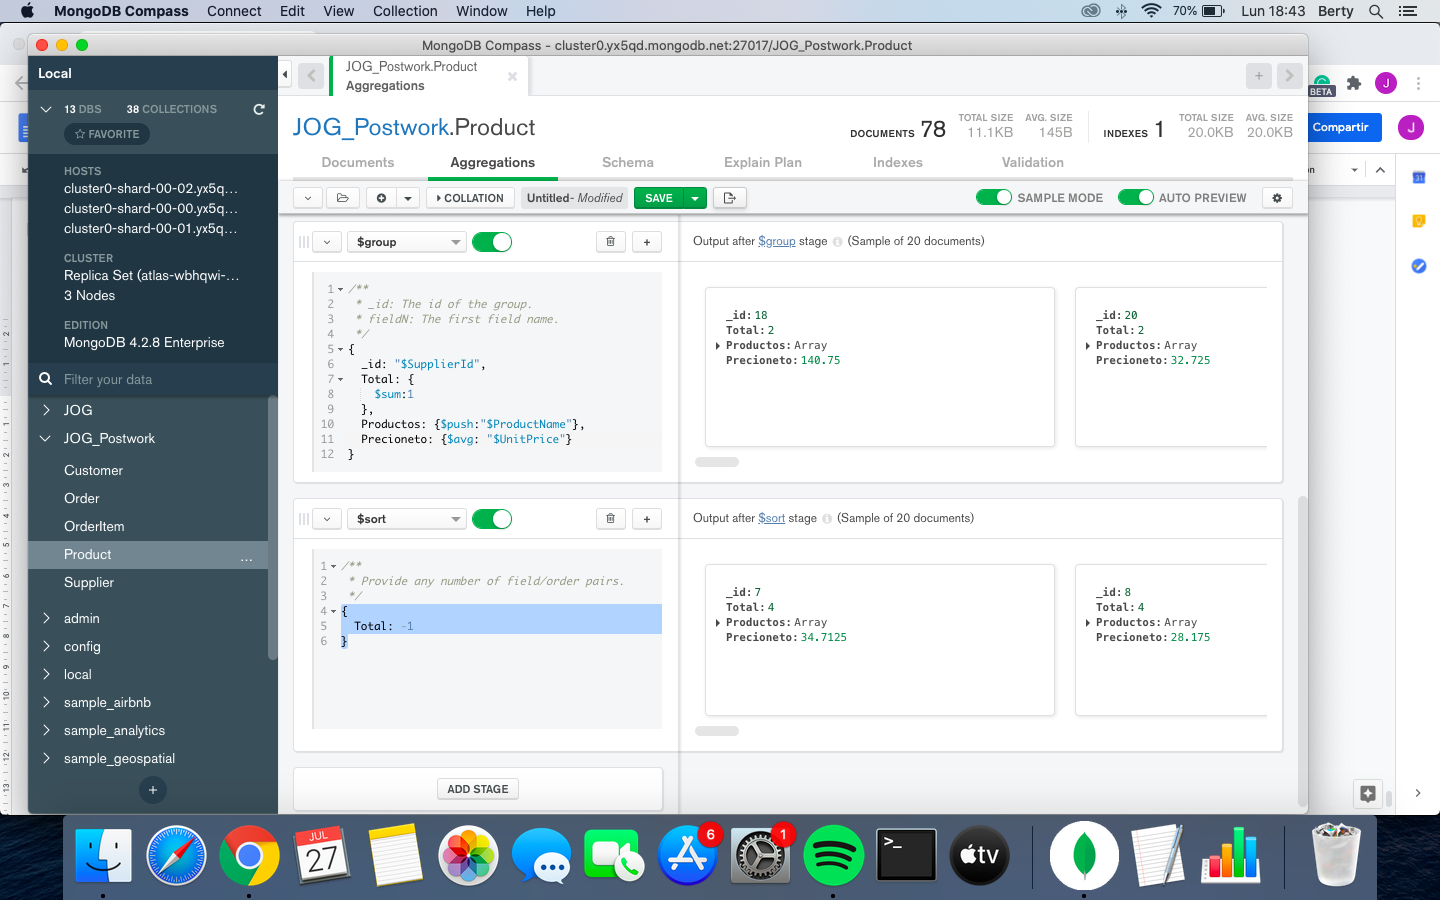 MongoDB Compass Connect Edit View Collection Window Help 70% Lun 18:43 Berty
MongoDB Compass - cluster0.yx5qd.mongodb.net:27017/JOG_Postwork.Product
Local
13 DBS 38 COLLECTIONS
FAVORITE
HOSTS
cluster0-shard-00-02.yx5q...
cluster0-shard-00-00.yx5q...
cluster0-shard-00-01.yx5q...
CLUSTER
Replica Set (atlas-wbhqwi-...
3 Nodes
EDITION
MongoDB 4.2.8 Enterprise
Filter your data
JOG
JOG_Postwork
Customer
Order
OrderItem
Product ...
Supplier
admin
config
local
sample_airbnb
sample_analytics
sample_geospatial
+
JOG_Postwork.Product
Aggregations
JOG_Postwork.Product
DOCUMENTS 78 TOTAL SIZE 11.1KB AVG. SIZE 145B INDEXES 1 TOTAL SIZE 20.0KB AVG. SIZE 20.0KB
Documents Aggregations Schema Explain Plan Indexes Validation
COLLATION Untitled- Modified SAVE SAMPLE MODE AUTO PREVIEW
$group
Output after $group stage (Sample of 20 documents)
1 /**
2 * _id: The id of the group.
3 * fieldN: The first field name.
4 */
5 {
6 _id: "$SupplierId",
7 Total: {
8 $sum:1
9 },
10 Productos: {$push:"$ProductName"},
11 Precioneto: {$avg: "$UnitPrice"}
12 }
_id: 18
Total: 2
Productos: Array
Precioneto: 140.75
_id: 20
Total: 2
Productos: Array
Precioneto: 32.725
$sort
Output after $sort stage (Sample of 20 documents)
1 /**
2 * Provide any number of field/order pairs.
3 */
4 {
5 Total: -1
6 }
_id: 7
Total: 4
Productos: Array
Precioneto: 34.7125
_id: 8
Total: 4
Productos: Array
Precioneto: 28.175
ADD STAGE
BETA
J
Compartir
J
JUL
27
6
1
>_
tv